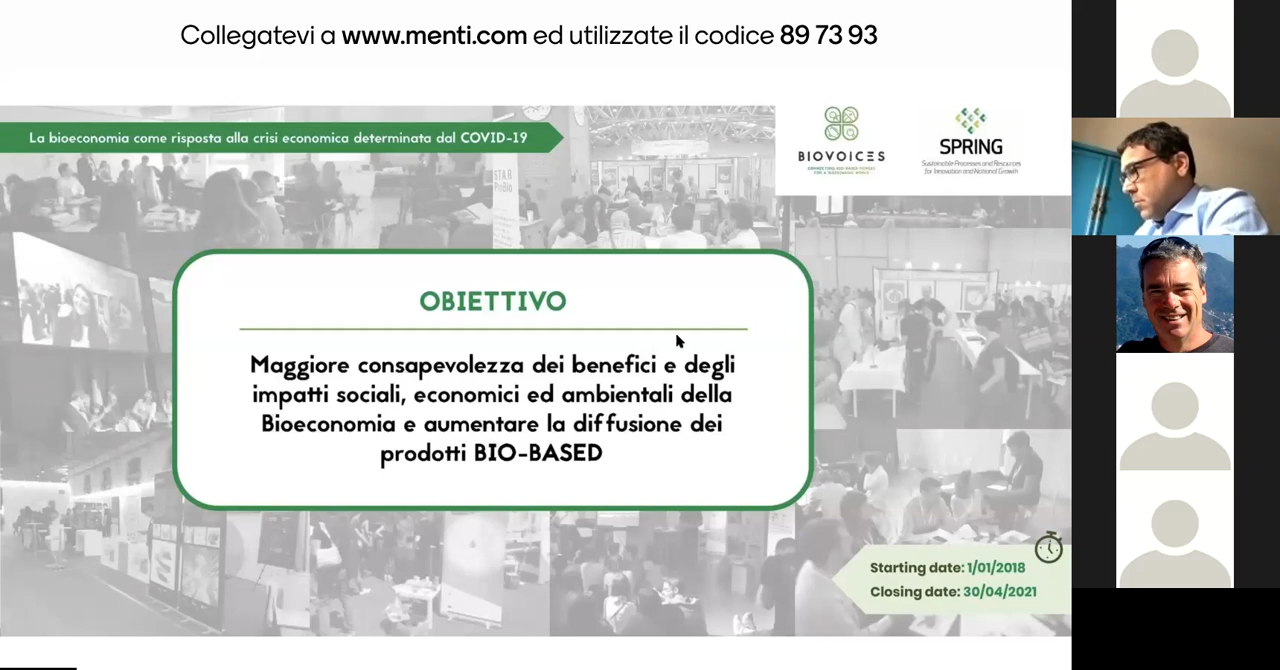 Collegatevi a www.menti.com ed utilizzate il codice 89 73 93
La bioeconomia come risposta alla crisi economica determinata dal COVID-19
BIOVOICES
SPRING
Sustainable Processes and Resources
for Innovation and National Growth
STAR
ProBio
OBIETTIVO
Maggiore consapevolezza dei benefici e degli
impatti sociali, economici ed ambientali della
Bioeconomia e aumentare la diffusione dei
prodotti BIO-BASED
Starting date: 1/01/2018
Closing date: 30/04/2021